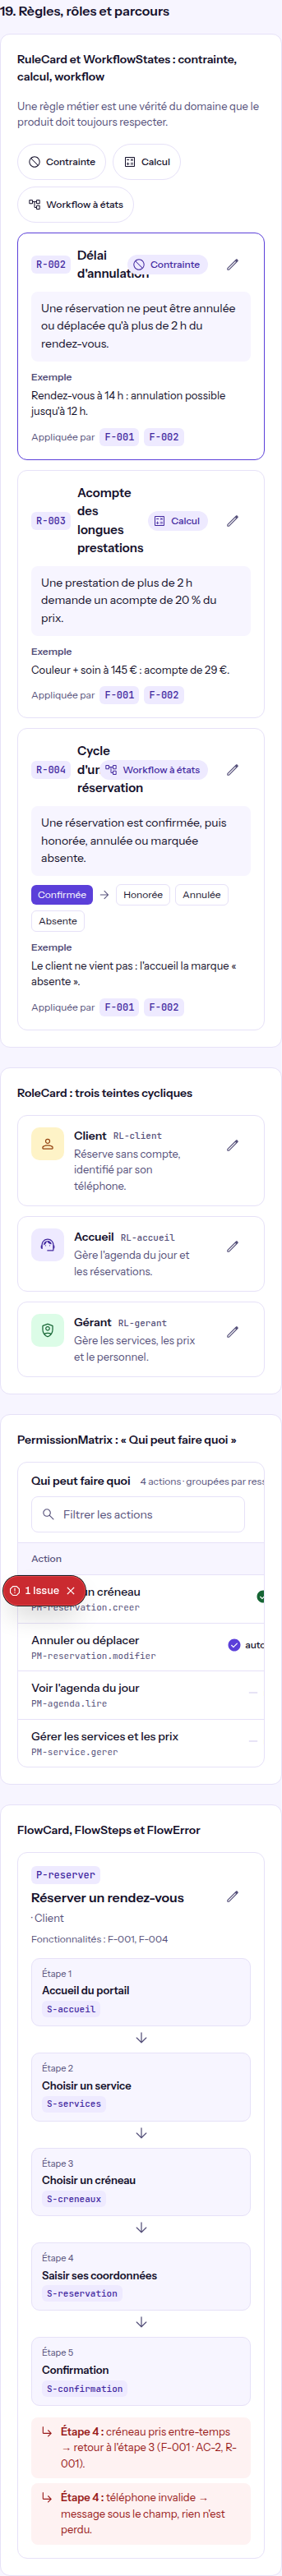 19. Règles, rôles et parcours
RuleCard et WorkflowStates : contrainte,
calcul, workflow
Une règle métier est une vérité du domaine que le
produit doit toujours respecter.
Contrainte
Calcul
Workflow à états
R-002
Délai
d'annulation
Contrainte
Une réservation ne peut être annulée
ou déplacée qu'à plus de 2 h du
rendez-vous.
Exemple
Rendez-vous à 14 h : annulation possible
jusqu'à 12 h.
Appliquée par F-001 F-002
R-003
Acompte
des
longues
prestations
Calcul
Une prestation de plus de 2 h
demande un acompte de 20 % du
prix.
Exemple
Couleur + soin à 145 € : acompte de 29 €.
Appliquée par F-001 F-002
R-004
Cycle
d'ur
réservation
Workflow à états
Une réservation est confirmée, puis
honorée, annulée ou marquée
absente.
Confirmée → Honorée Annulée
Absente
Exemple
Le client ne vient pas : l'accueil la marque «
absente ».
Appliquée par F-001 F-002
RoleCard : trois teintes cycliques
Client RL-client
Réserve sans compte,
identifié par son
téléphone.
Accueil RL-accueil
Gère l'agenda du jour et
les réservations.
Gérant RL-gerant
Gère les services, les prix
et le personnel.
PermissionMatrix : « Qui peut faire quoi »
Qui peut faire quoi 4 actions · groupées par ress
Filtrer les actions
Action
1 Issue
un créneau
PM-reservation.creer
Annuler ou déplacer
PM-reservation.modifier
auto
Voir l'agenda du jour
PM-agenda.lire
—
Gérer les services et les prix
PM-service.gerer
—
FlowCard, FlowSteps et FlowError
P-reserver
Réserver un rendez-vous
· Client
Fonctionnalités : F-001, F-004
Étape 1
Accueil du portail
S-accueil
Étape 2
Choisir un service
S-services
Étape 3
Choisir un créneau
S-creneaux
Étape 4
Saisir ses coordonnées
S-reservation
Étape 5
Confirmation
S-confirmation
Étape 4 : créneau pris entre-temps
→ retour à l'étape 3 (F-001 · AC-2, R-
001).
Étape 4 : téléphone invalide →
message sous le champ, rien n'est
perdu.